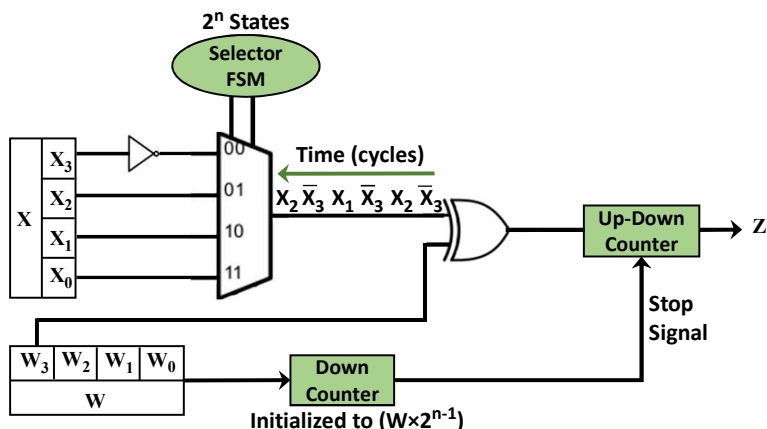 2ⁿ States
Selector
FSM
X
X₃
X₂
X₁
X₀
00
01
10
11
Time (cycles)
X₂ X̅₃ X₁ X̅₃ X₂ X̅₃
Up-Down
Counter
Z
Stop
Signal
W₃ W₂ W₁ W₀
W
Down
Counter
Initialized to (W×2ⁿ⁻¹)